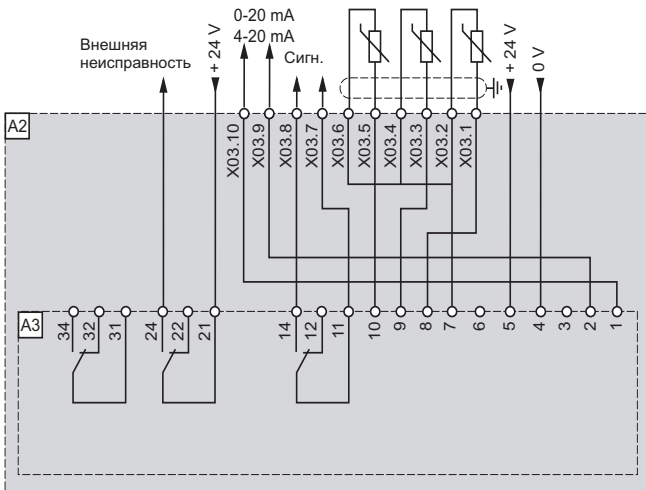 0-20 mA
4-20 mA
Внешняя
неисправность
+ 24 V
Сигн.
+ 24 V
0 V
A2
X03.10
X03.9
X03.8
X03.7
X03.6
X03.5
X03.4
X03.3
X03.2
X03.1
A3
34
32
31
24
22
21
14
12
11
10
9
8
7
6
5
4
3
2
1